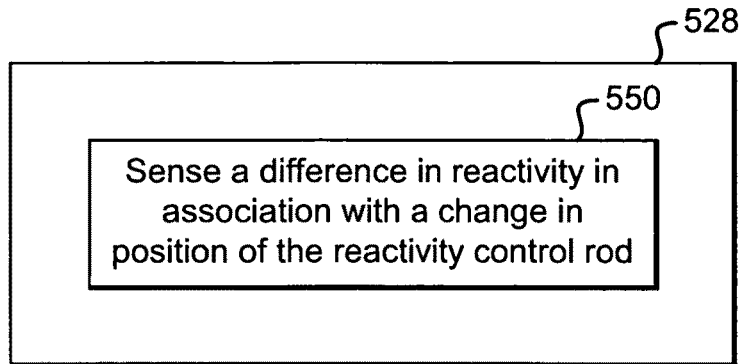 528
550
Sense a difference in reactivity in
association with a change in
position of the reactivity control rod